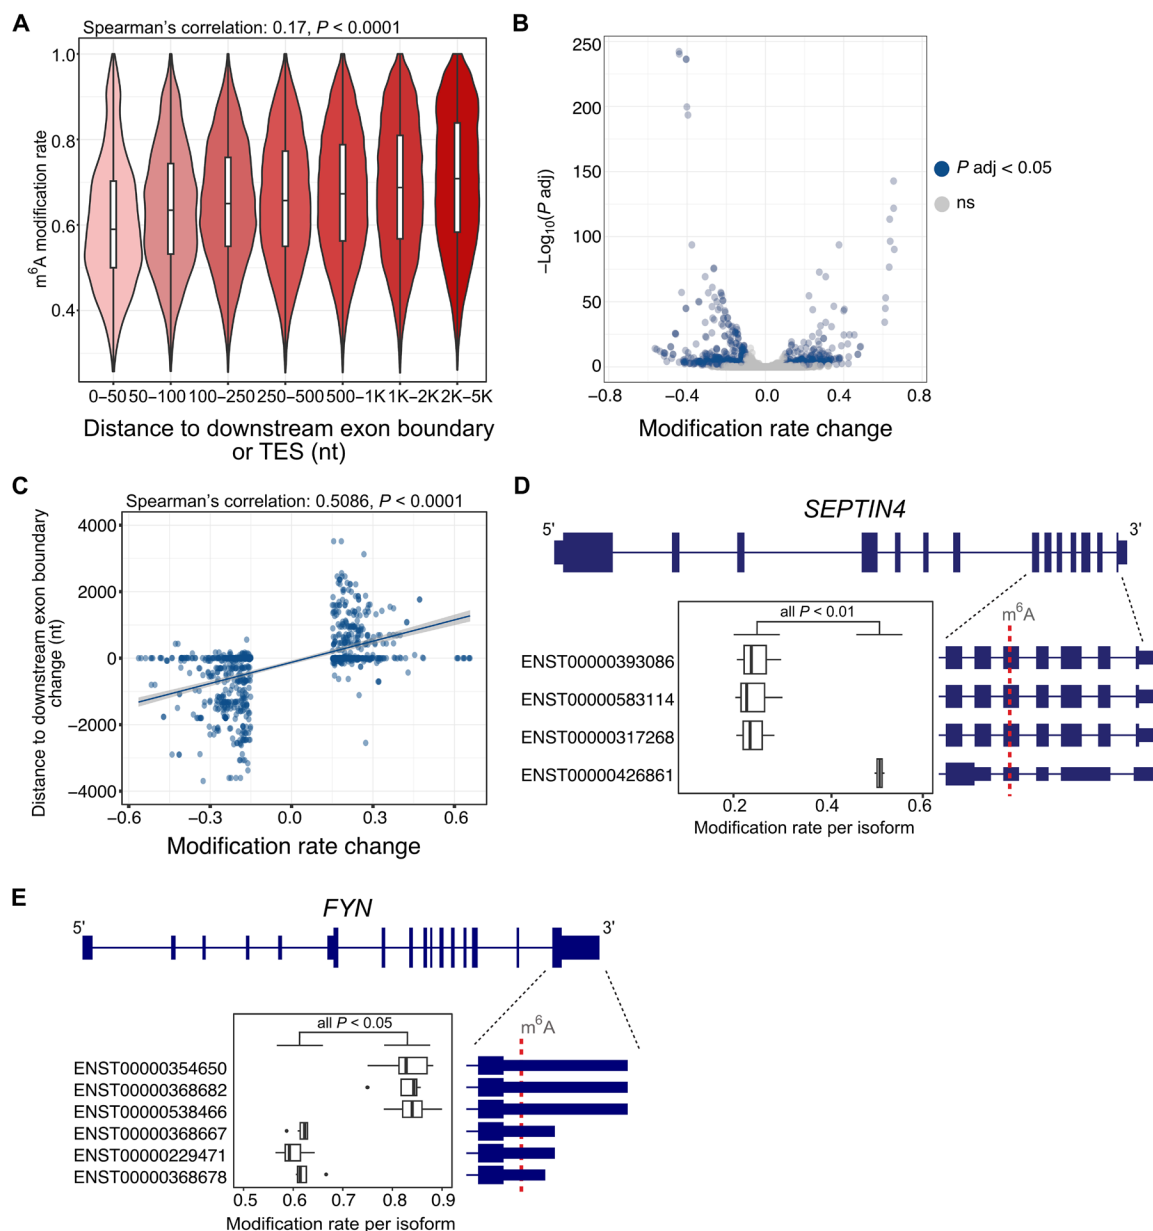 A
Spearman's correlation: 0.17, P < 0.0001
m⁶A modification rate
1.0
0.8
0.6
0.4
0–50 50–100 100–250 250–500 500–1K 1K–2K 2K–5K
Distance to downstream exon boundary
or TES (nt)
B
−Log₁₀(P adj)
250
200
150
100
50
0
−0.8 −0.4 0.0 0.4 0.8
Modification rate change
P adj < 0.05
ns
C
Spearman's correlation: 0.5086, P < 0.0001
Distance to downstream exon boundary
change (nt)
4000
2000
0
−2000
−4000
−0.6 −0.3 0.0 0.3 0.6
Modification rate change
D
SEPTIN4
5' 3'
all P < 0.01
m⁶A
ENST00000393086
ENST00000583114
ENST00000317268
ENST00000426861
0.2 0.4 0.6
Modification rate per isoform
E
FYN
5' 3'
all P < 0.05
m⁶A
ENST00000354650
ENST00000368682
ENST00000538466
ENST00000368667
ENST00000229471
ENST00000368678
0.5 0.6 0.7 0.8 0.9
Modification rate per isoform